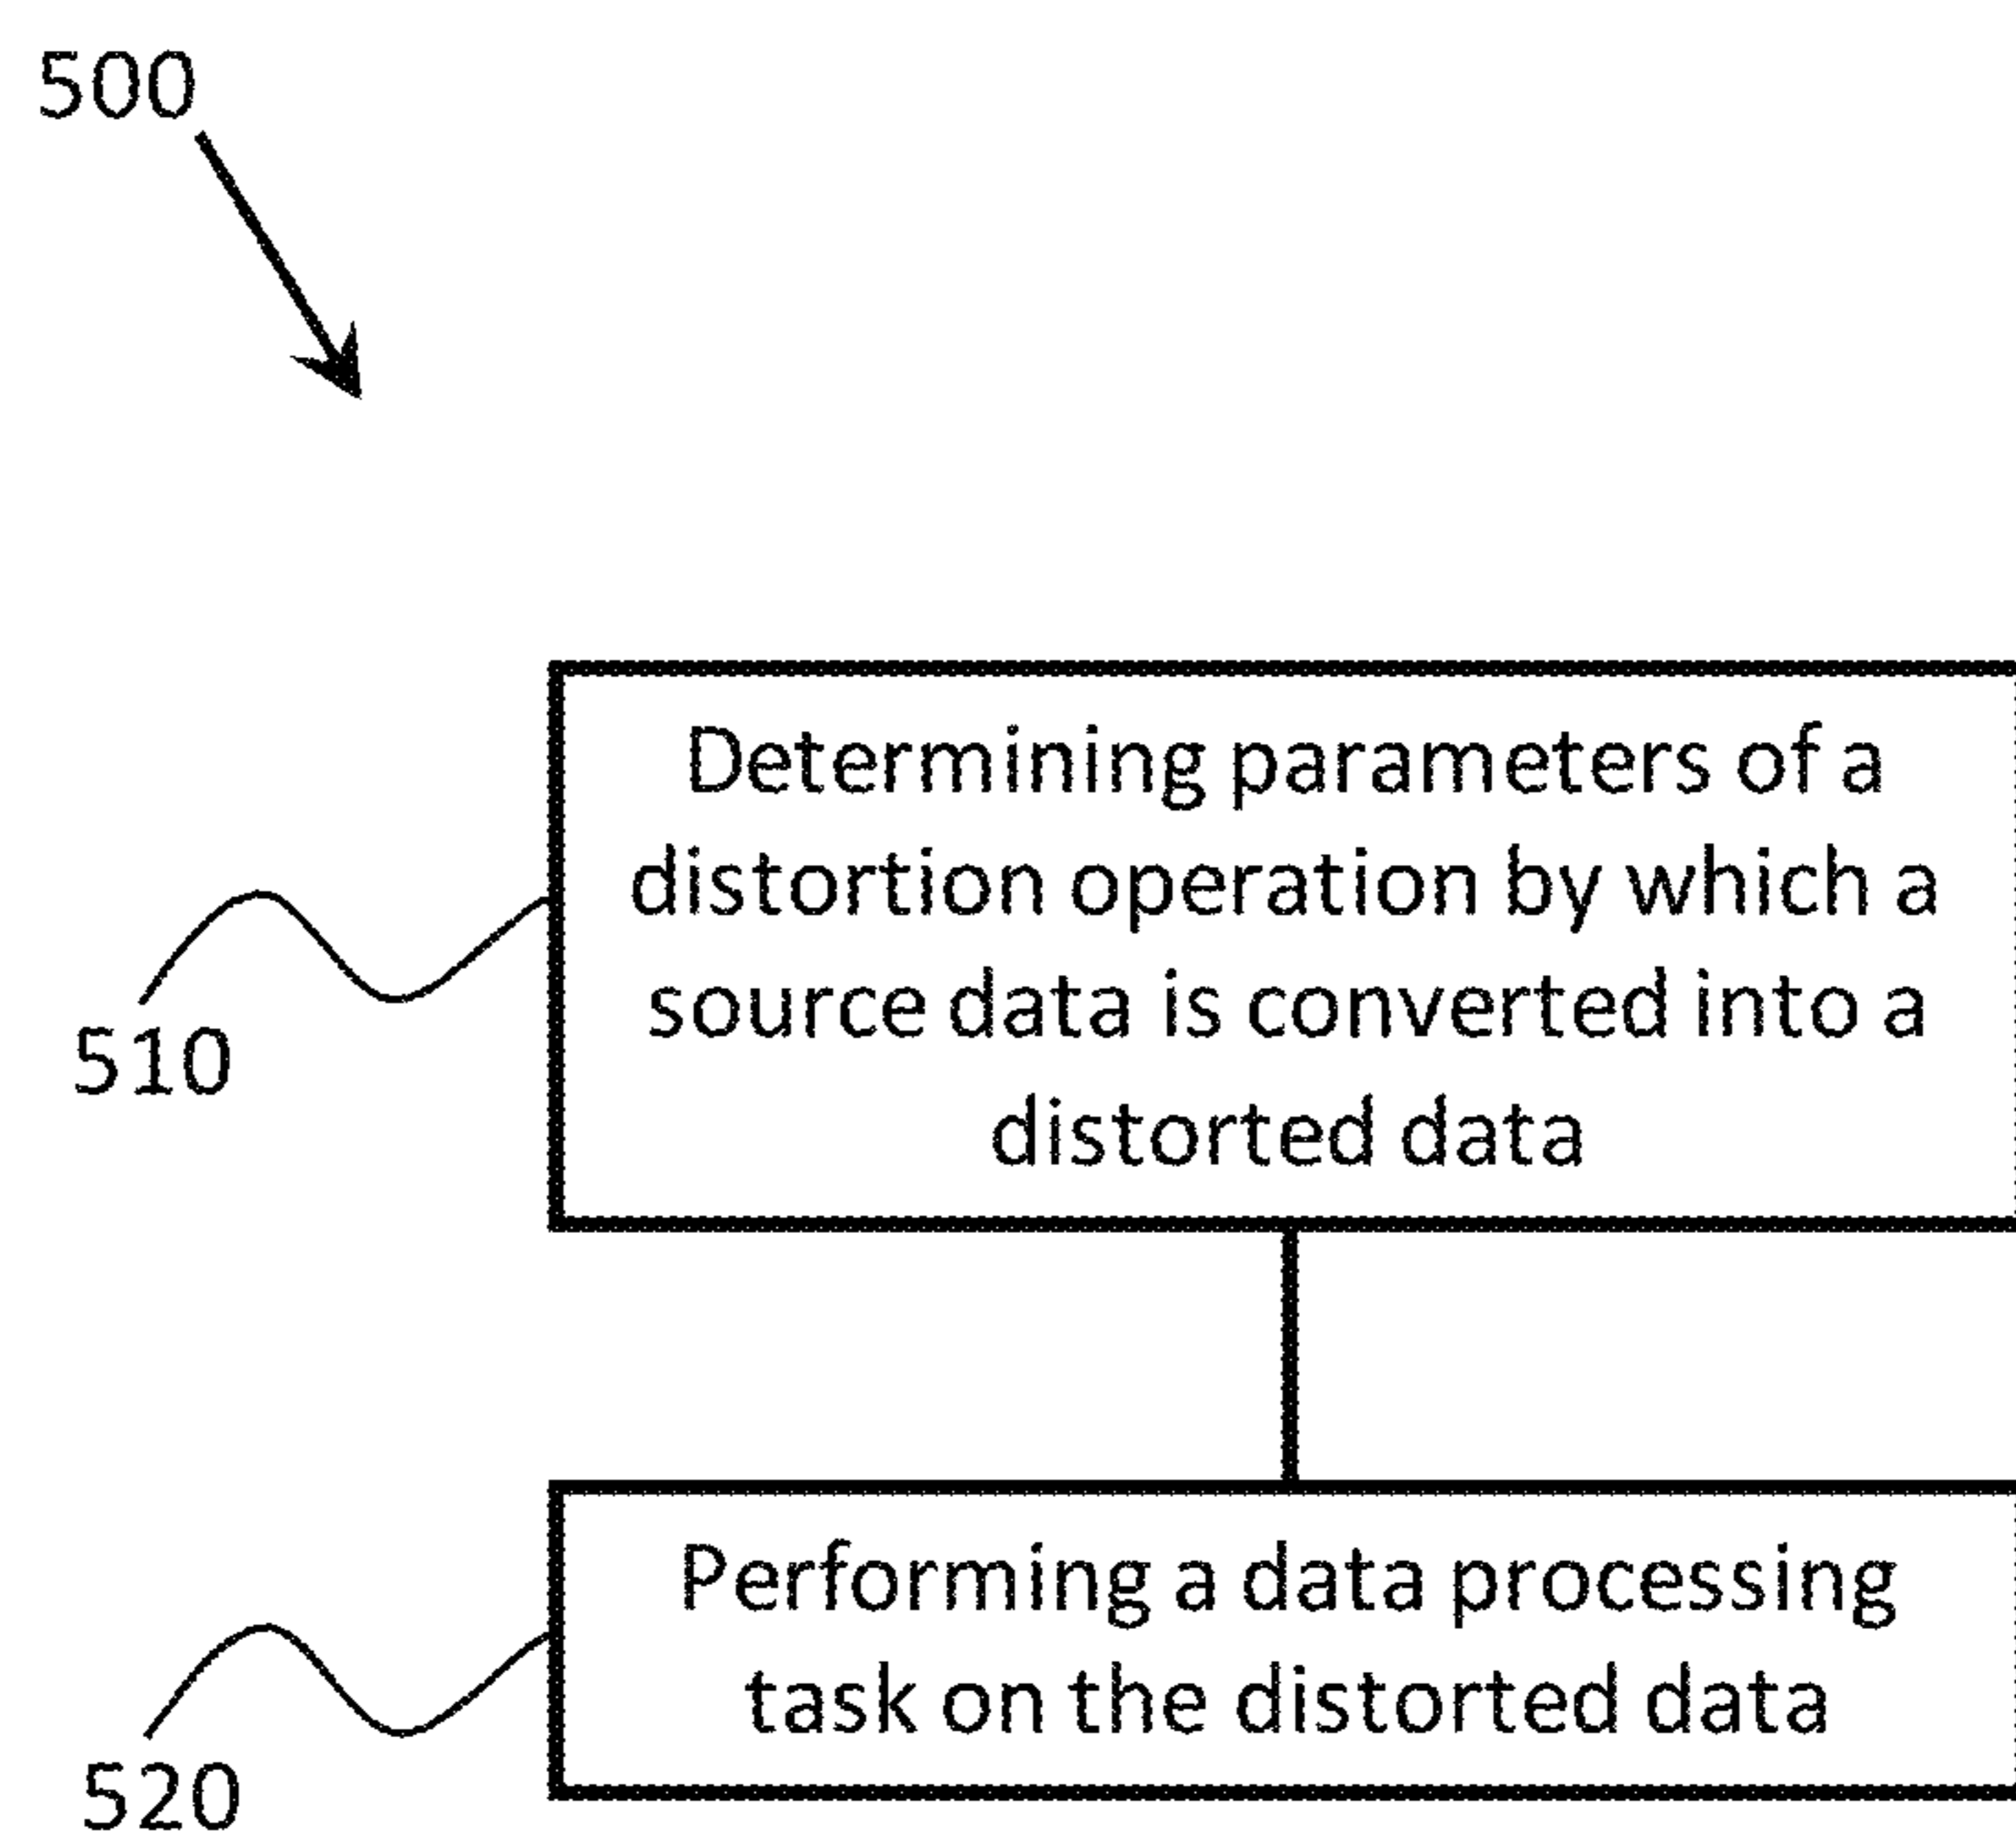 500
Determining parameters of a
distortion operation by which a
source data is converted into a
distorted data
510
Performing a data processing
task on the distorted data
520